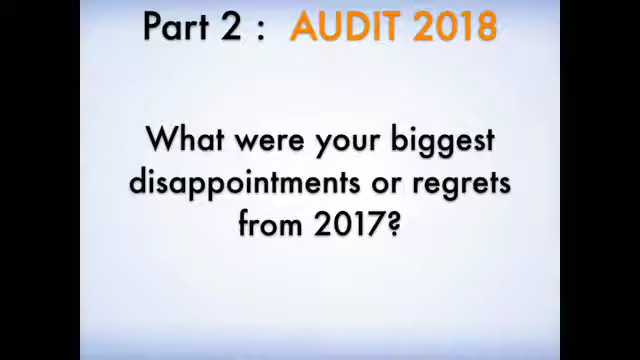 Part 2 : AUDIT 2018
What were your biggest
disappointments or regrets
from 2017?